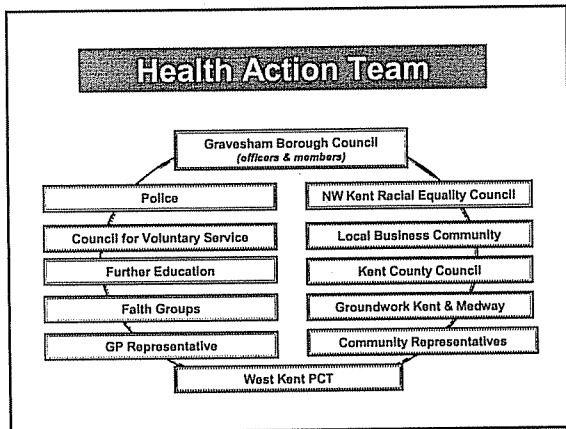 Health Action Team
Gravesham Borough Council
(officers & members)
Police
NW Kent Racial Equality Council
Council for Voluntary Service
Local Business Community
Further Education
Kent County Council
Faith Groups
Groundwork Kent & Medway
GP Representative
Community Representatives
West Kent PCT